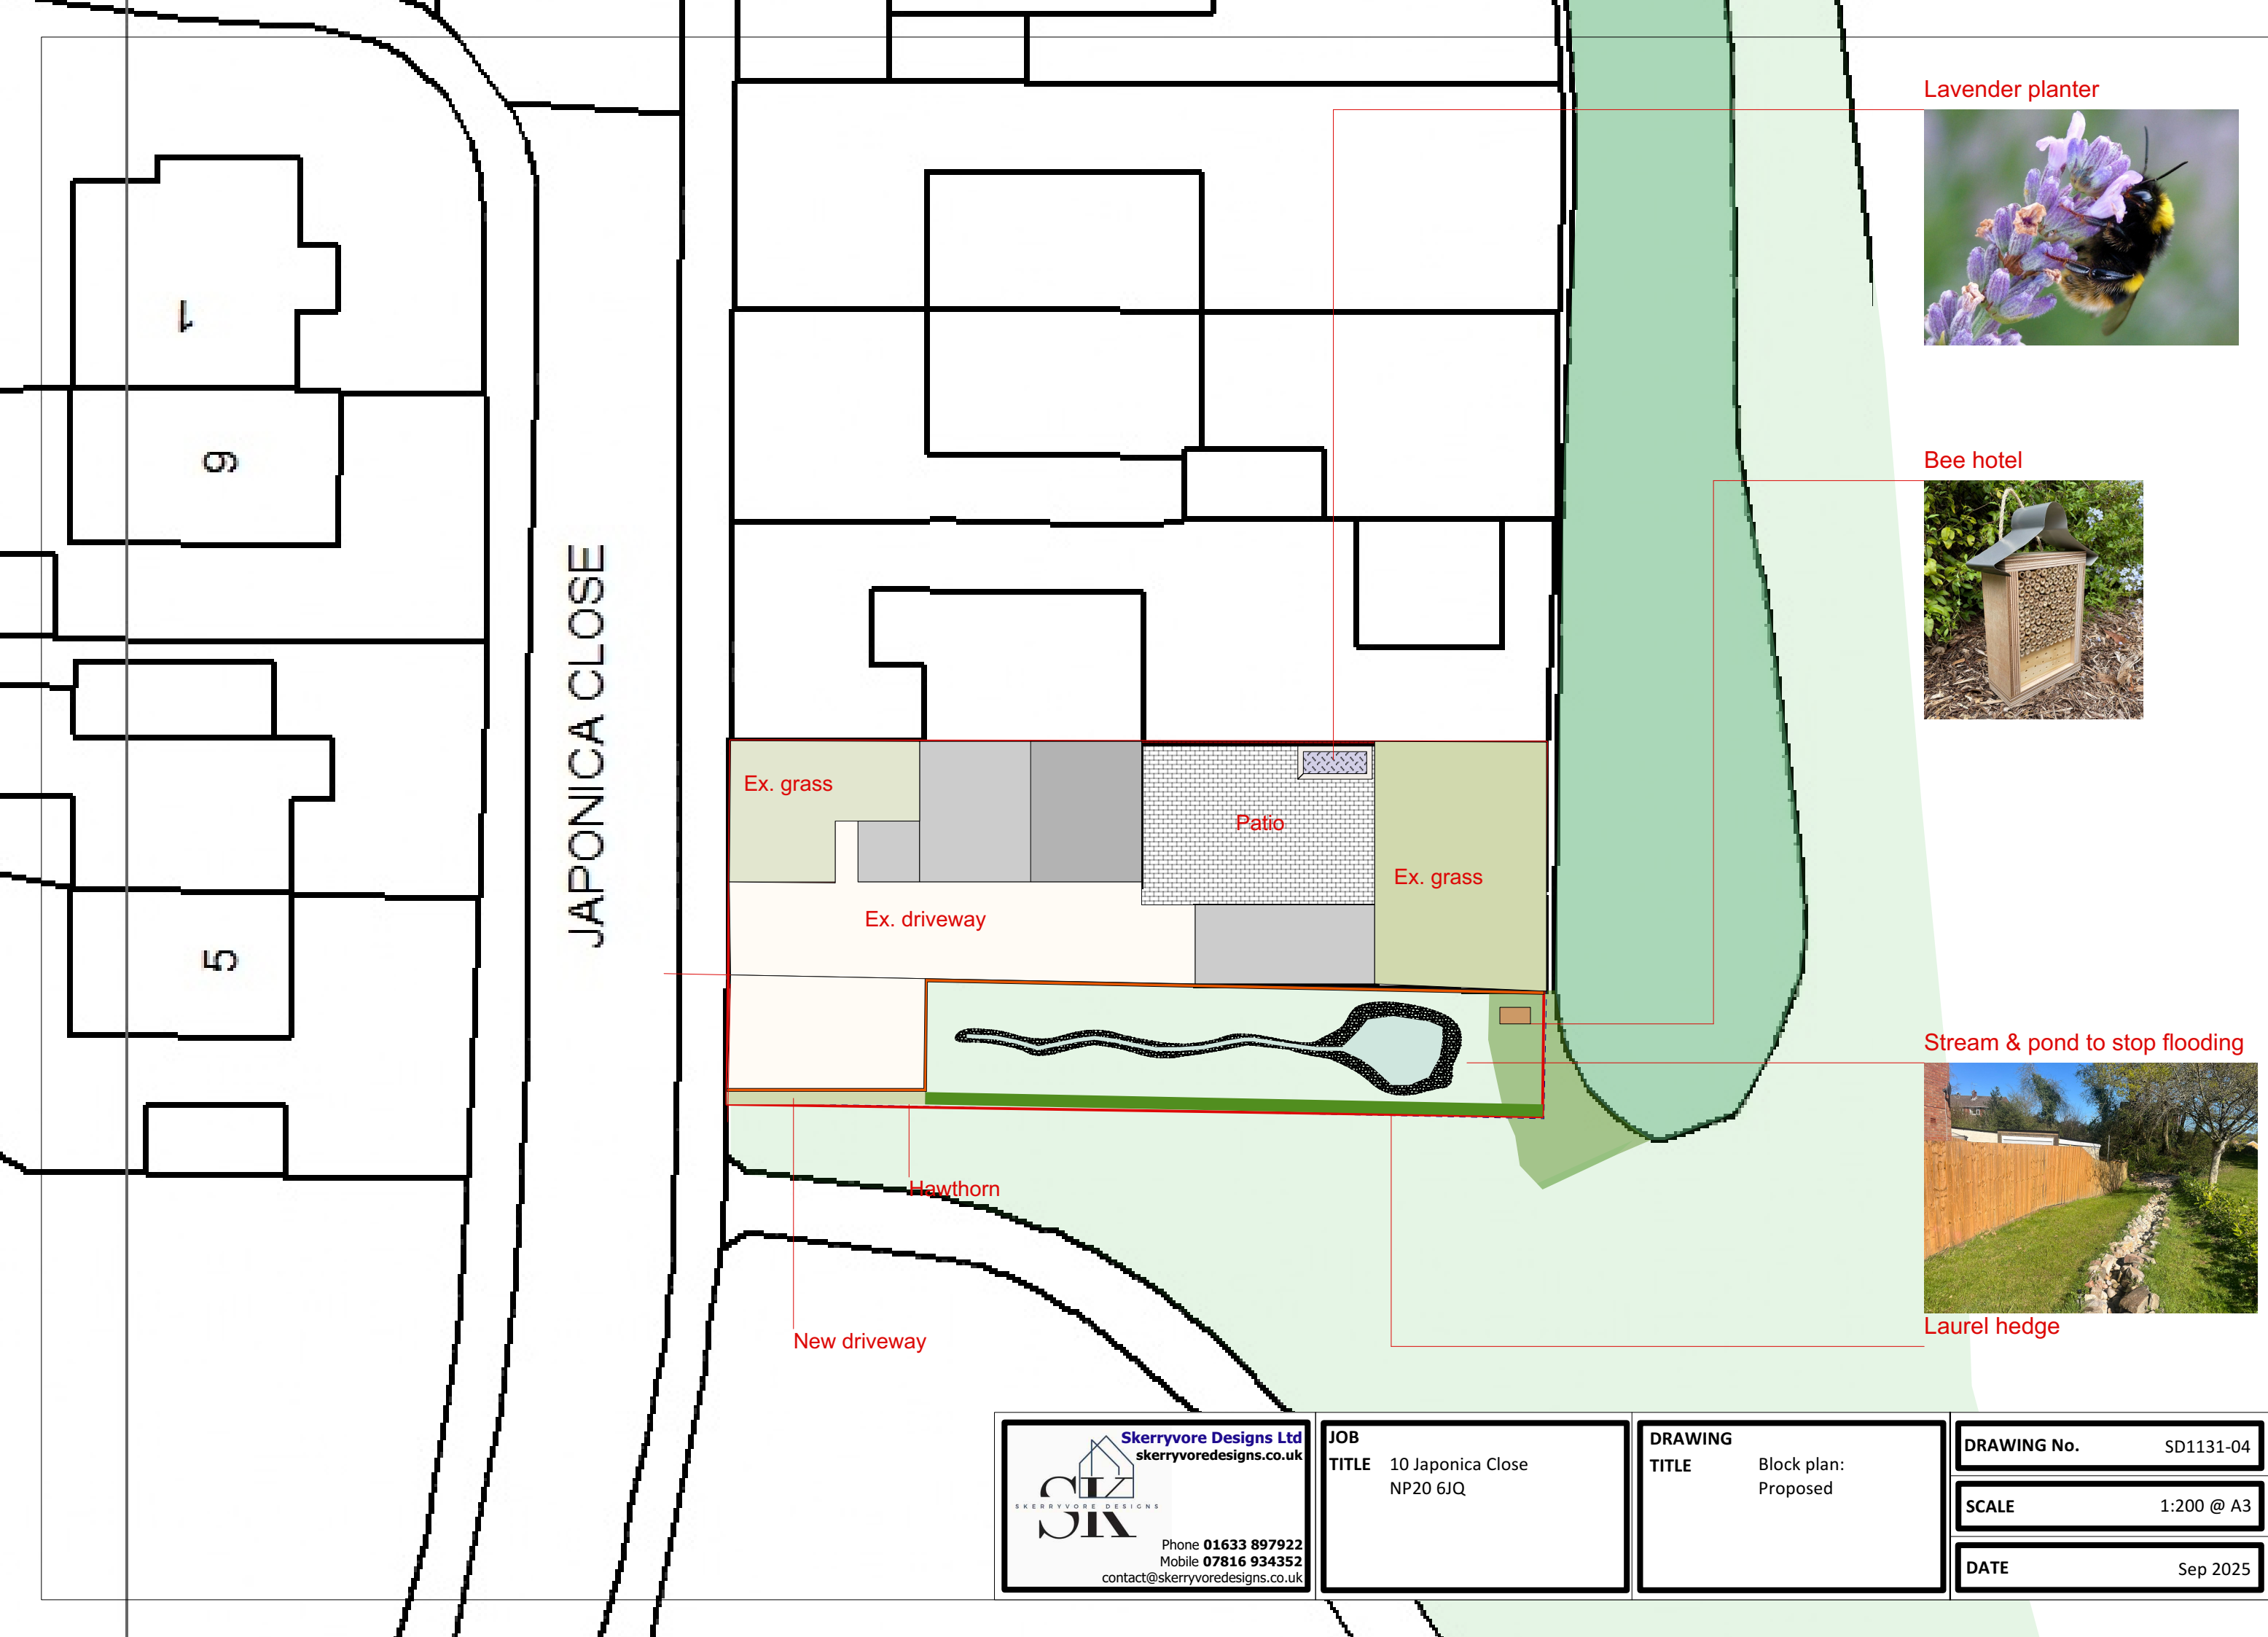 Lavender planter
1
9
Bee hotel
JAPONICA CLOSE
Ex. grass
Patio
Ex. grass
Ex. driveway
5
Stream & pond to stop flooding
Hawthorn
New driveway
Laurel hedge
Skerryvore Designs Ltd
skerryvoredesigns.co.uk
SK
SKERRYVORE DESIGNS
Phone 01633 897922
Mobile 07816 934352
contact@skerryvoredesigns.co.uk
JOB
TITLE 10 Japonica Close
NP20 6JQ
DRAWING
TITLE Block plan:
Proposed
DRAWING No. SD1131-04
SCALE 1:200 @ A3
DATE Sep 2025